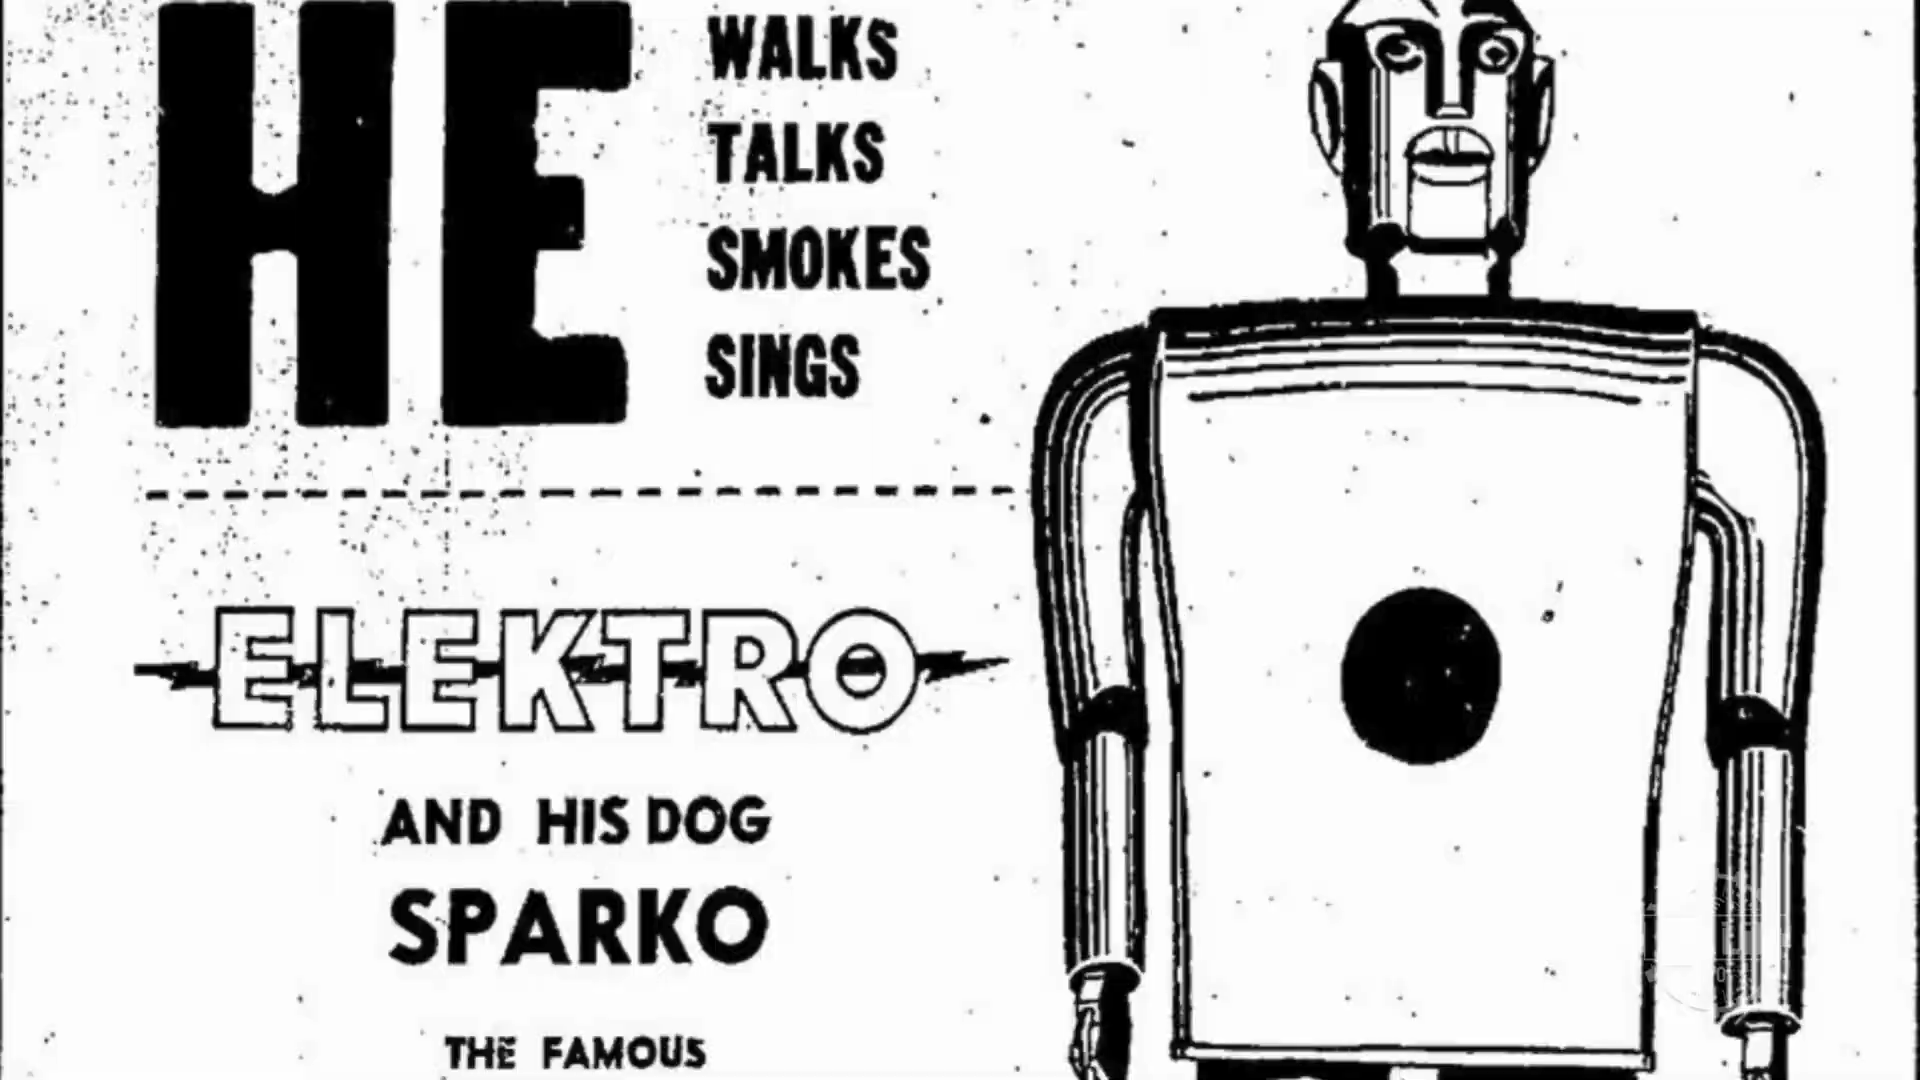 HE
WALKS
TALKS
SMOKES
SINGS
ELEKTRO
AND HIS DOG
SPARKO
THE FAMOUS